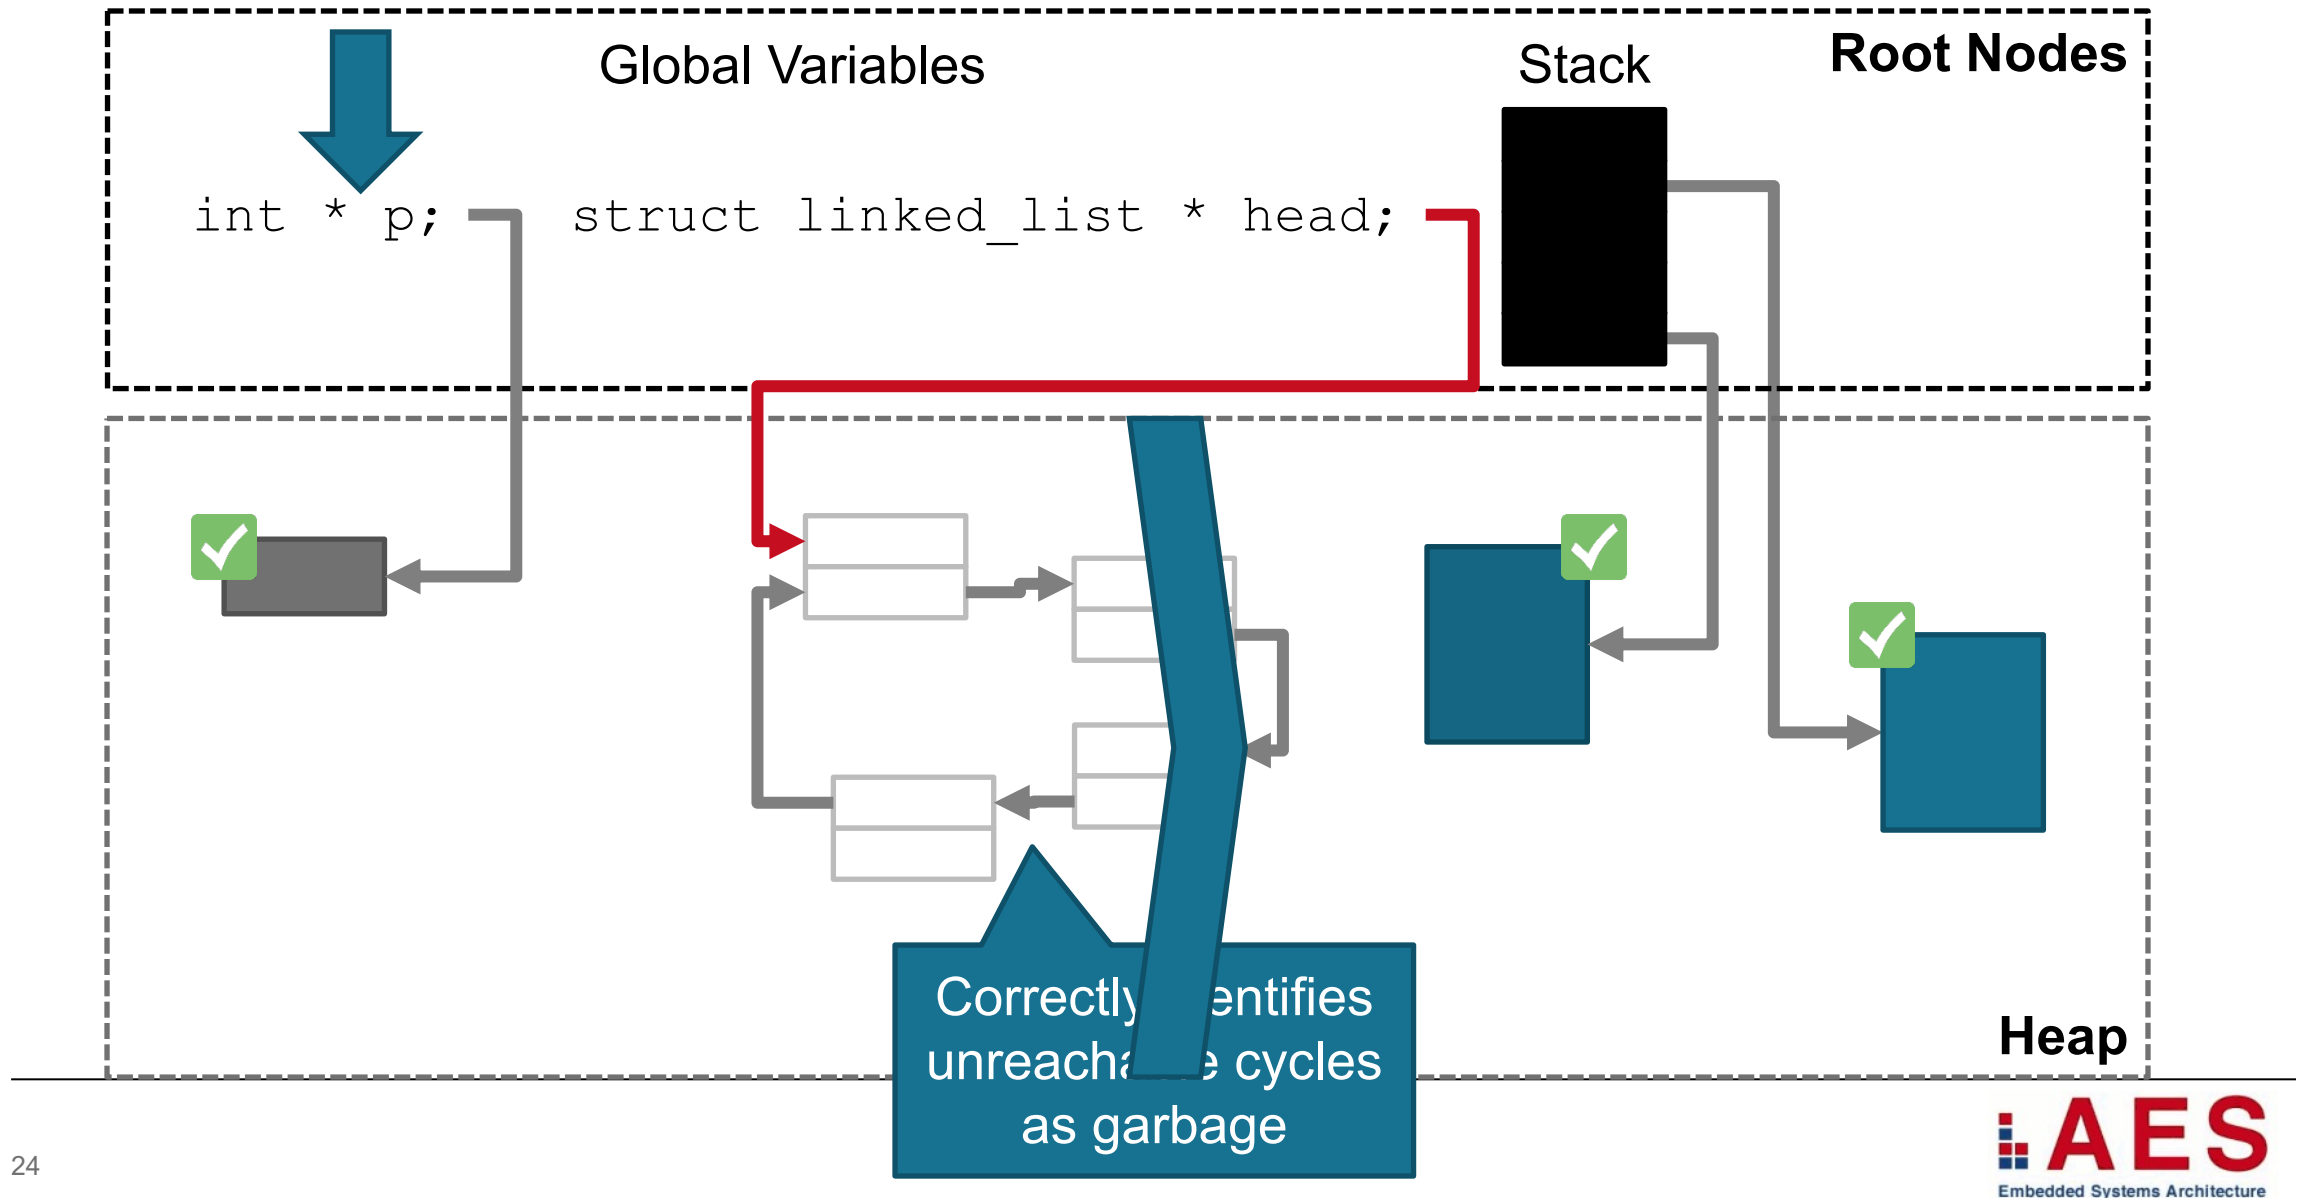 Global Variables
Stack
Root Nodes
int * p;
struct linked_list * head;
Correctly entifies
cycles
as garbage
Heap
24
AES
Embedded Systems Architecture